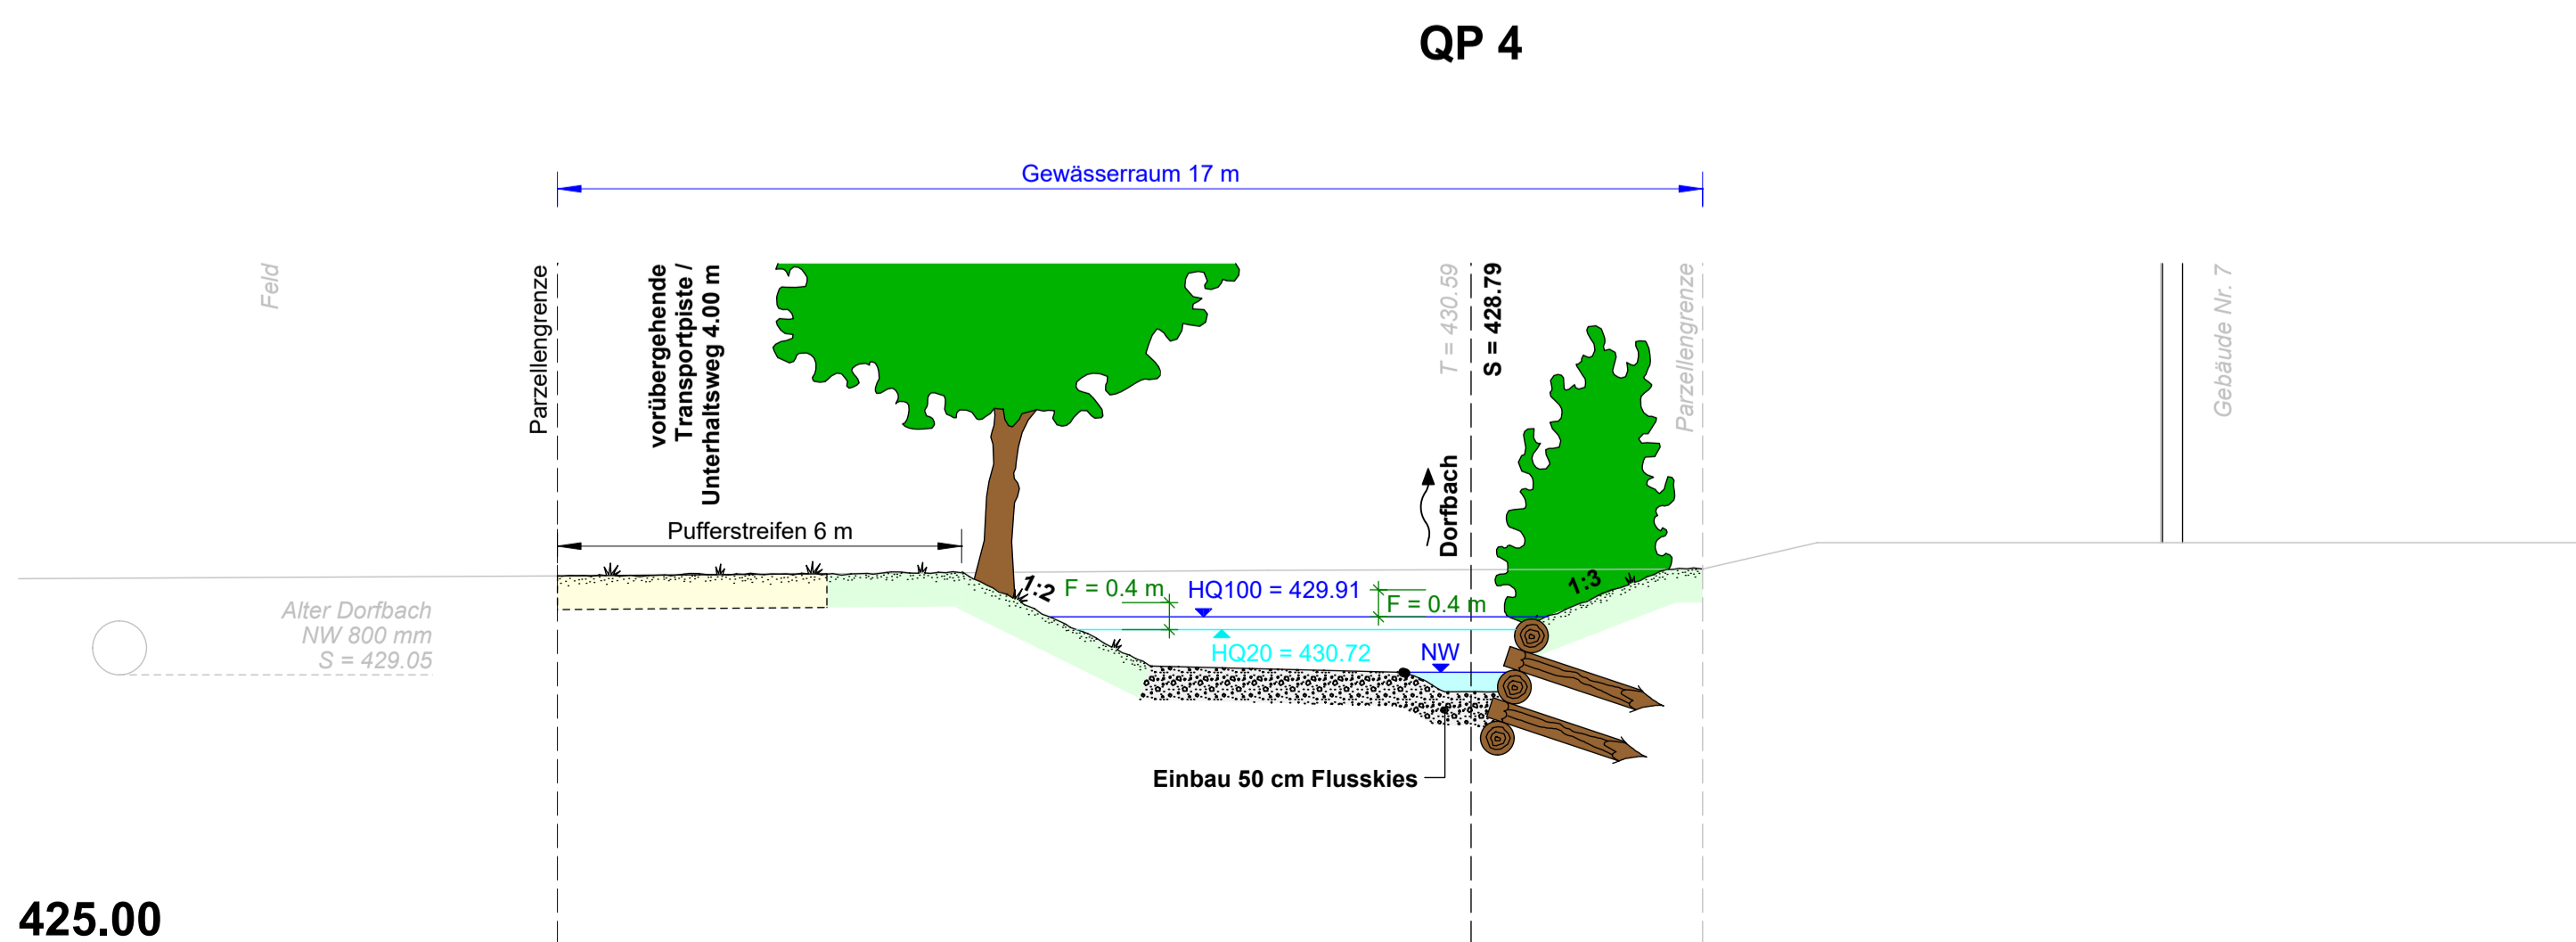 QP 4
Gewässerraum 17 m
Feld
Parzellengrenze
vorübergehende
Transportpiste /
Unterhaltsweg 4.00 m
T = 430.59
S = 428.79
Parzellengrenze
Gebäude Nr. 7
Dorfbach
Pufferstreifen 6 m
1:2
F = 0.4 m
HQ100 = 429.91
F = 0.4 m
1:3
Alter Dorfbach
NW 800 mm
S = 429.05
HQ20 = 430.72
NW
Einbau 50 cm Flusskies
425.00